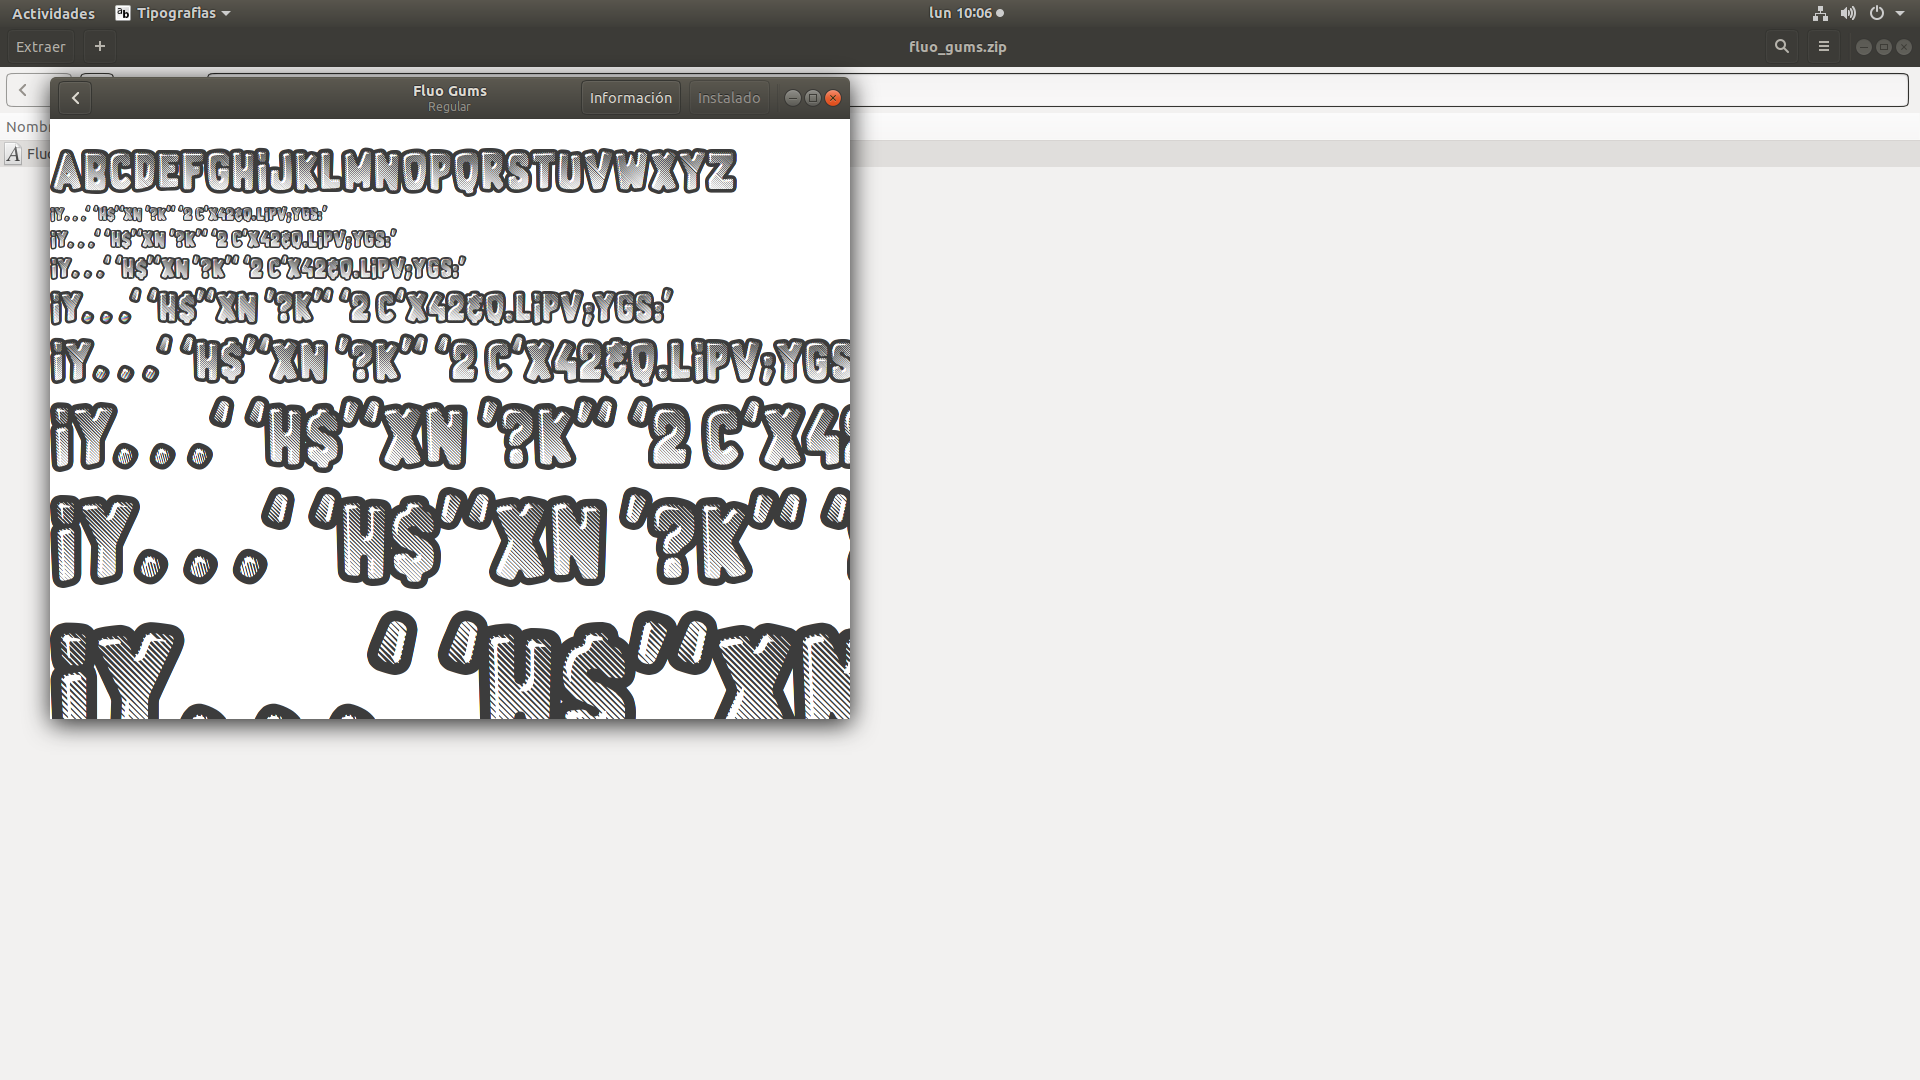 Actividades Tipografías lun 10:06
Extraer + fluo_gums.zip
Fluo Gums
Regular
Información Instalado
Nomb
A Flu
ABCDEFGHiJKLMNOPQRSTUVWXYZ
iY...' 'H$''XN '?K'' '2 C'X42¢Q.LiPV;YGS:'
iY...' 'H$''XN '?K'' '2 C'X42¢Q.LiPV;YGS:'
iY...' 'H$''XN '?K'' '2 C'X42¢Q.LiPV;YGS:'
iY...' 'H$''XN '?K'' '2 C'X42¢Q.LiPV;YGS:'
iY...' 'H$''XN '?K'' '2 C'X42¢Q.LiPV;YGS
iY...' 'H$''XN '?K'' '2 C'X4
iY...' 'H$''XN '?K'' '
iY...' 'H$''XN